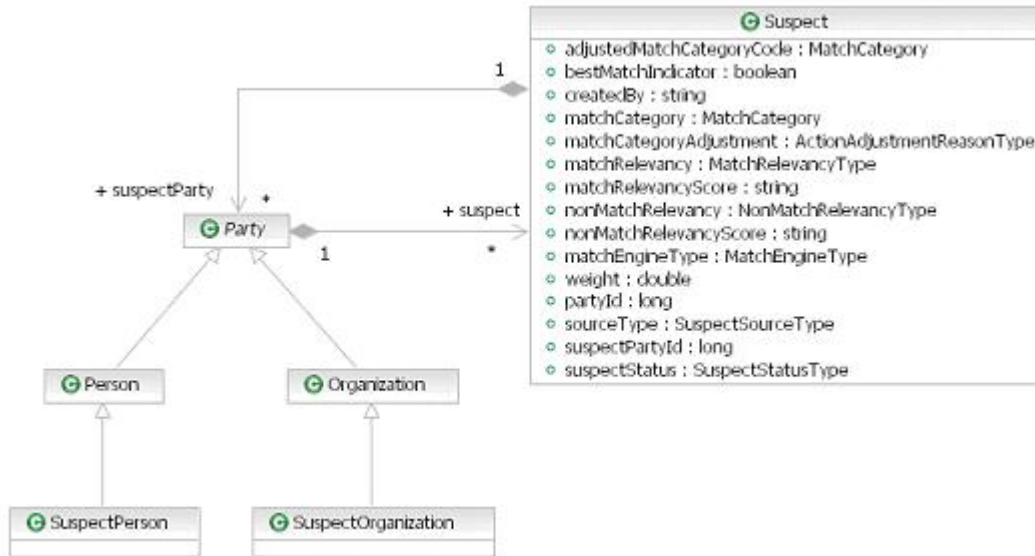 Suspect
adjustedMatchCategoryCode : MatchCategory
bestMatchIndicator : boolean
createdBy : string
matchCategory : MatchCategory
matchCategoryAdjustment : ActionAdjustmentReasonType
matchRelevancy : MatchRelevancyType
matchRelevancyScore : string
nonMatchRelevancy : NonMatchRelevancyType
nonMatchRelevancyScore : string
matchEngineType : MatchEngineType
weight : double
partyId : long
sourceType : SuspectSourceType
suspectPartyId : long
suspectStatus : SuspectStatusType
1
+ suspectParty
*
+ suspect
Party
1
*
Person
Organization
SuspectPerson
SuspectOrganization